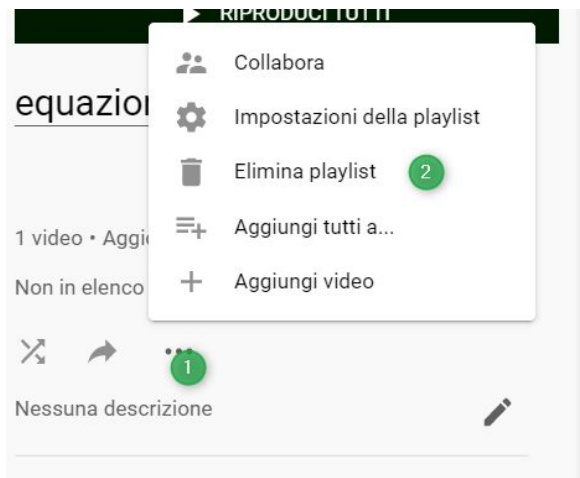 RIPRODUCI TUTTI
Collabora
equazion
Impostazioni della playlist
Elimina playlist
2
Aggiungi tutti a...
1 video • Aggi
Aggiungi video
Non in elenco
1
Nessuna descrizione